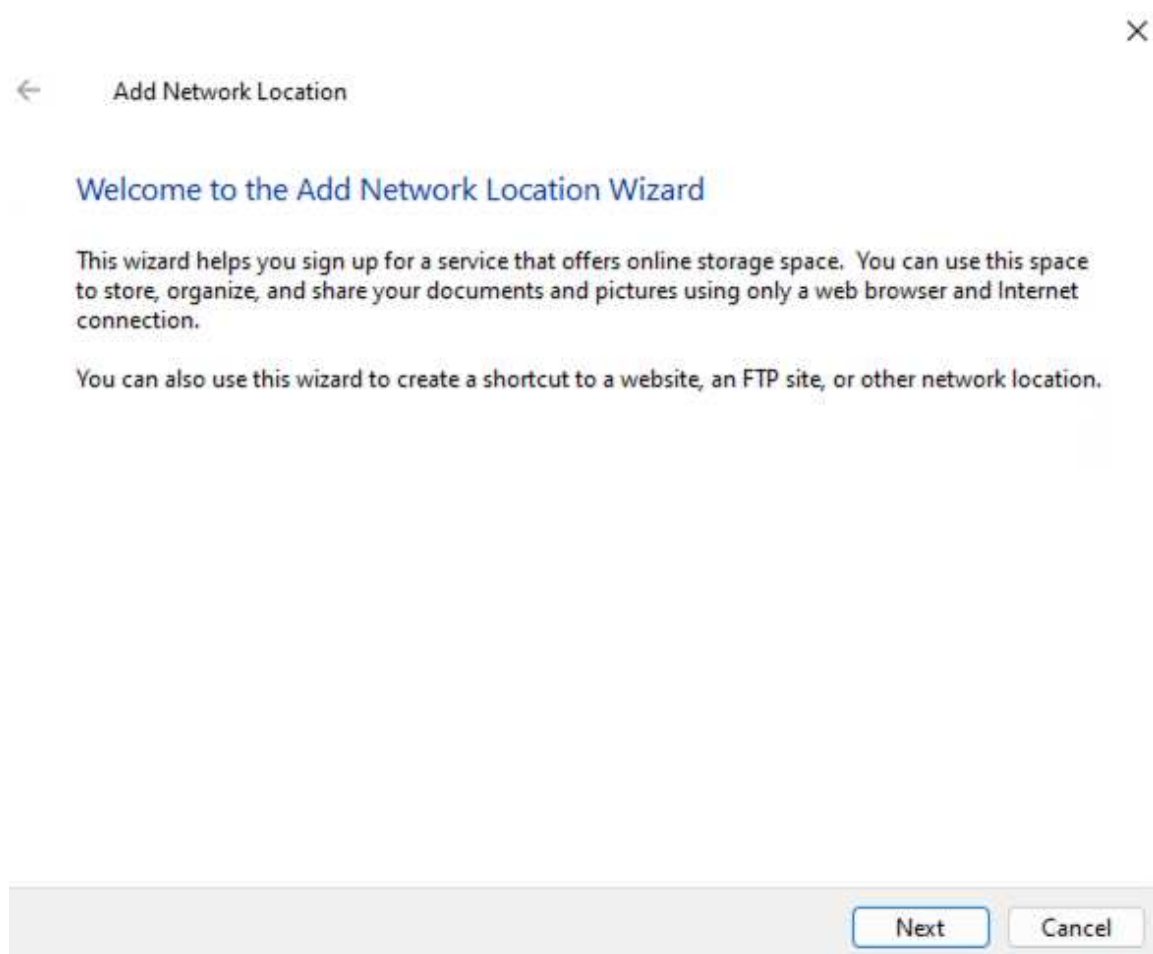 Add Network Location
Welcome to the Add Network Location Wizard
This wizard helps you sign up for a service that offers online storage space.  You can use this space
to store, organize, and share your documents and pictures using only a web browser and Internet
connection.
You can also use this wizard to create a shortcut to a website, an FTP site, or other network location.
Next
Cancel